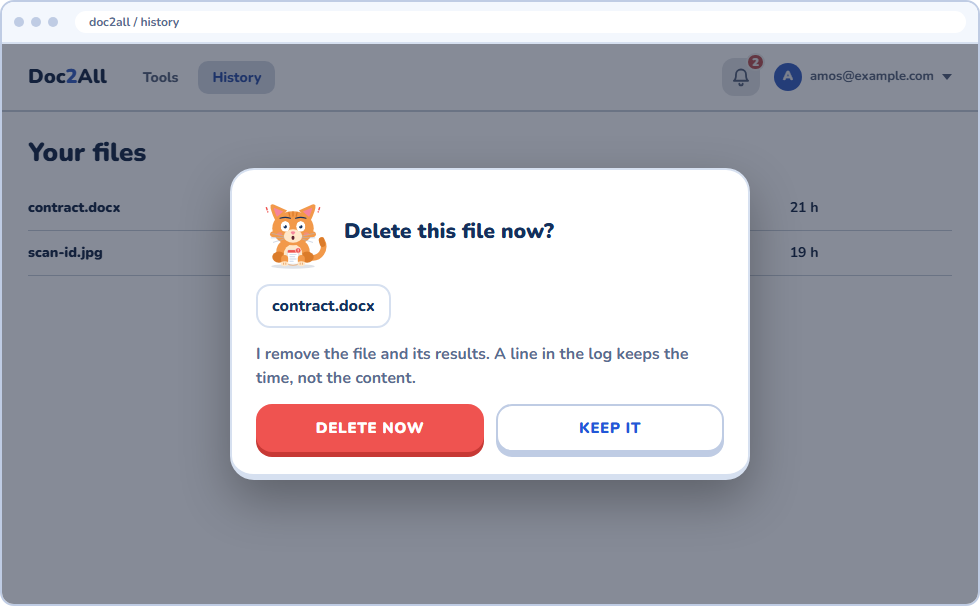 doc2all / history
Doc2All
Tools
History
2
A
amos@example.com
Your files
contract.docx
21 h
scan-id.jpg
19 h
Delete this file now?
contract.docx
I remove the file and its results. A line in the log keeps the
time, not the content.
DELETE NOW
KEEP IT